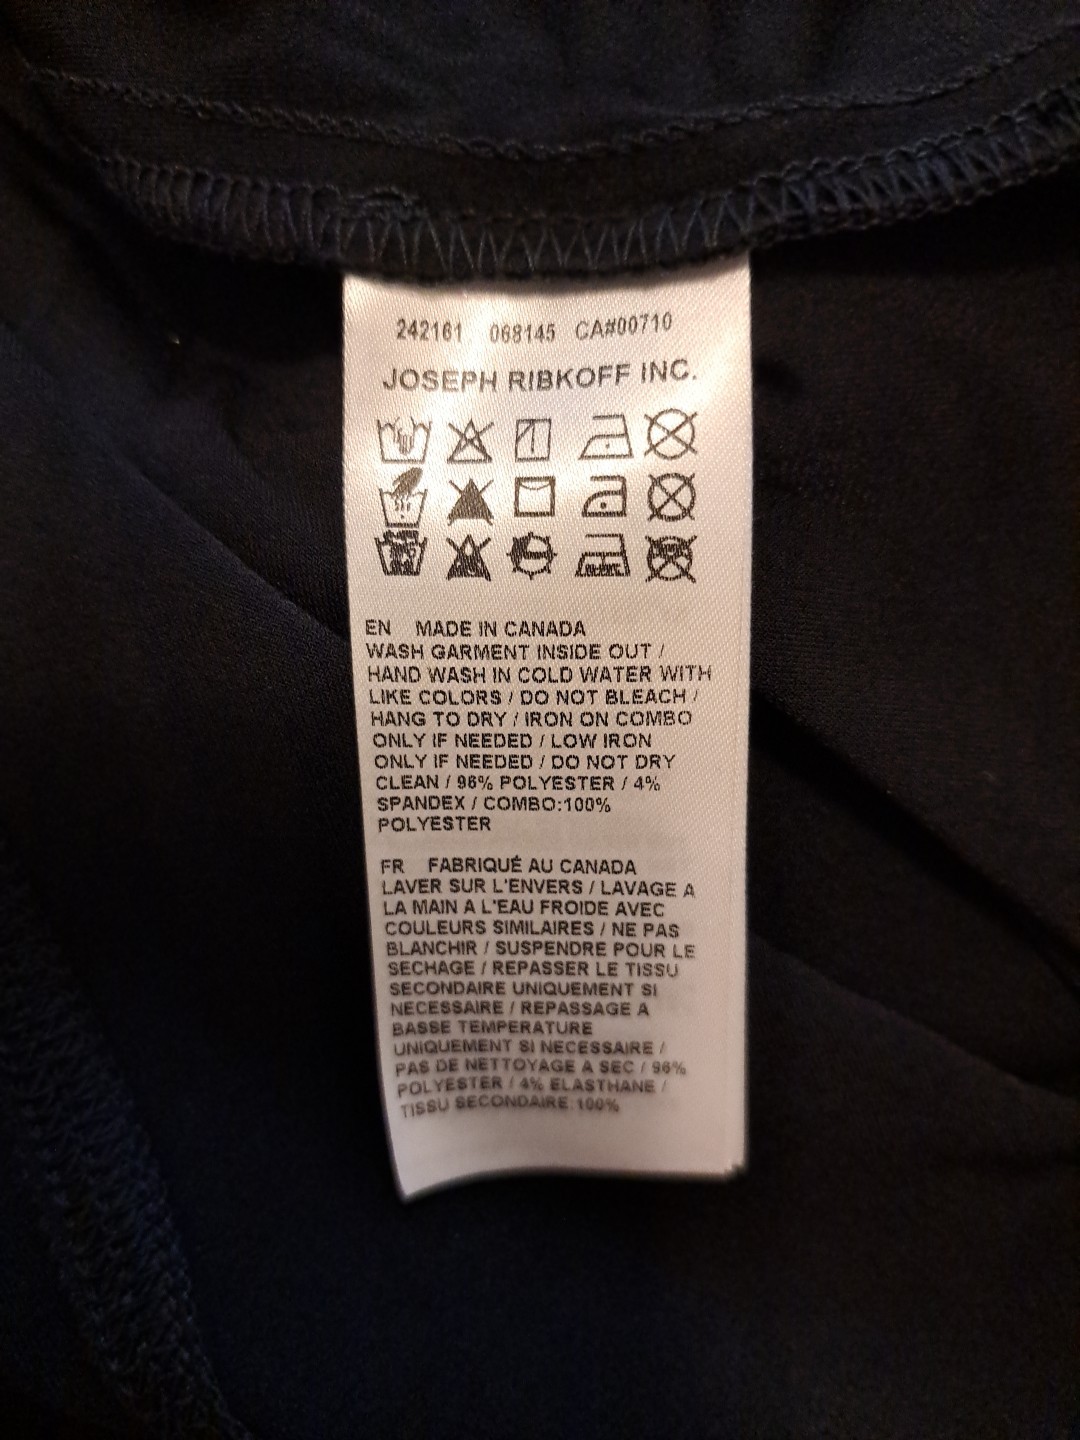 242161 068145 CA#00710
JOSEPH RIBKOFF INC.
EN MADE IN CANADA
WASH GARMENT INSIDE OUT /
HAND WASH IN COLD WATER WITH
LIKE COLORS / DO NOT BLEACH /
HANG TO DRY / IRON ON COMBO
ONLY IF NEEDED / LOW IRON
ONLY IF NEEDED / DO NOT DRY
CLEAN / 96% POLYESTER / 4%
SPANDEX / COMBO:100%
POLYESTER
FR FABRIQUÉ AU CANADA
LAVER SUR L'ENVERS / LAVAGE A
LA MAIN A L'EAU FROIDE AVEC
COULEURS SIMILAIRES / NE PAS
BLANCHIR / SUSPENDRE POUR LE
SECHAGE / REPASSER LE TISSU
SECONDAIRE UNIQUEMENT SI
NECESSAIRE / REPASSAGE A
BASSE TEMPERATURE
UNIQUEMENT SI NECESSAIRE /
PAS DE NETTOYAGE A SEC / 96%
POLYESTER / 4% ELASTHANE /
TISSU SECONDAIRE:100%